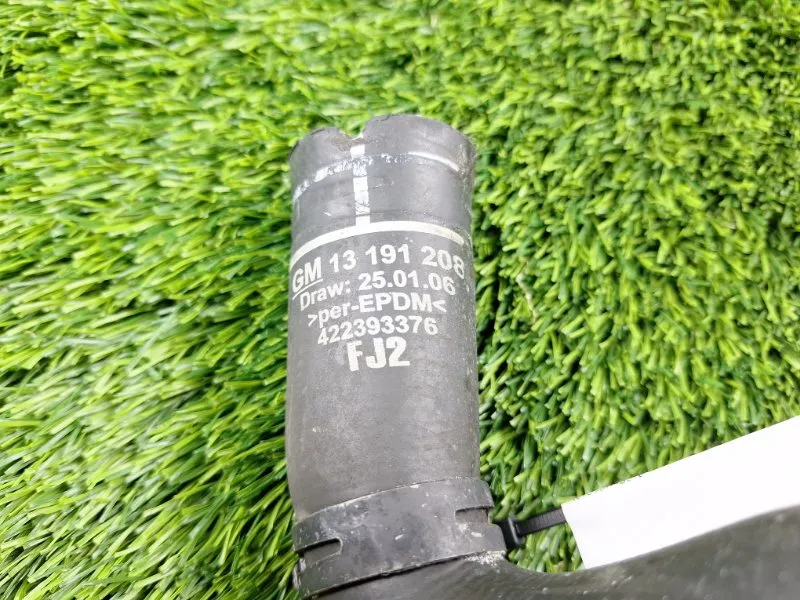 GM 13 191 208
Draw: 25.01.06
>per-EPDM<
422393376
FJ2